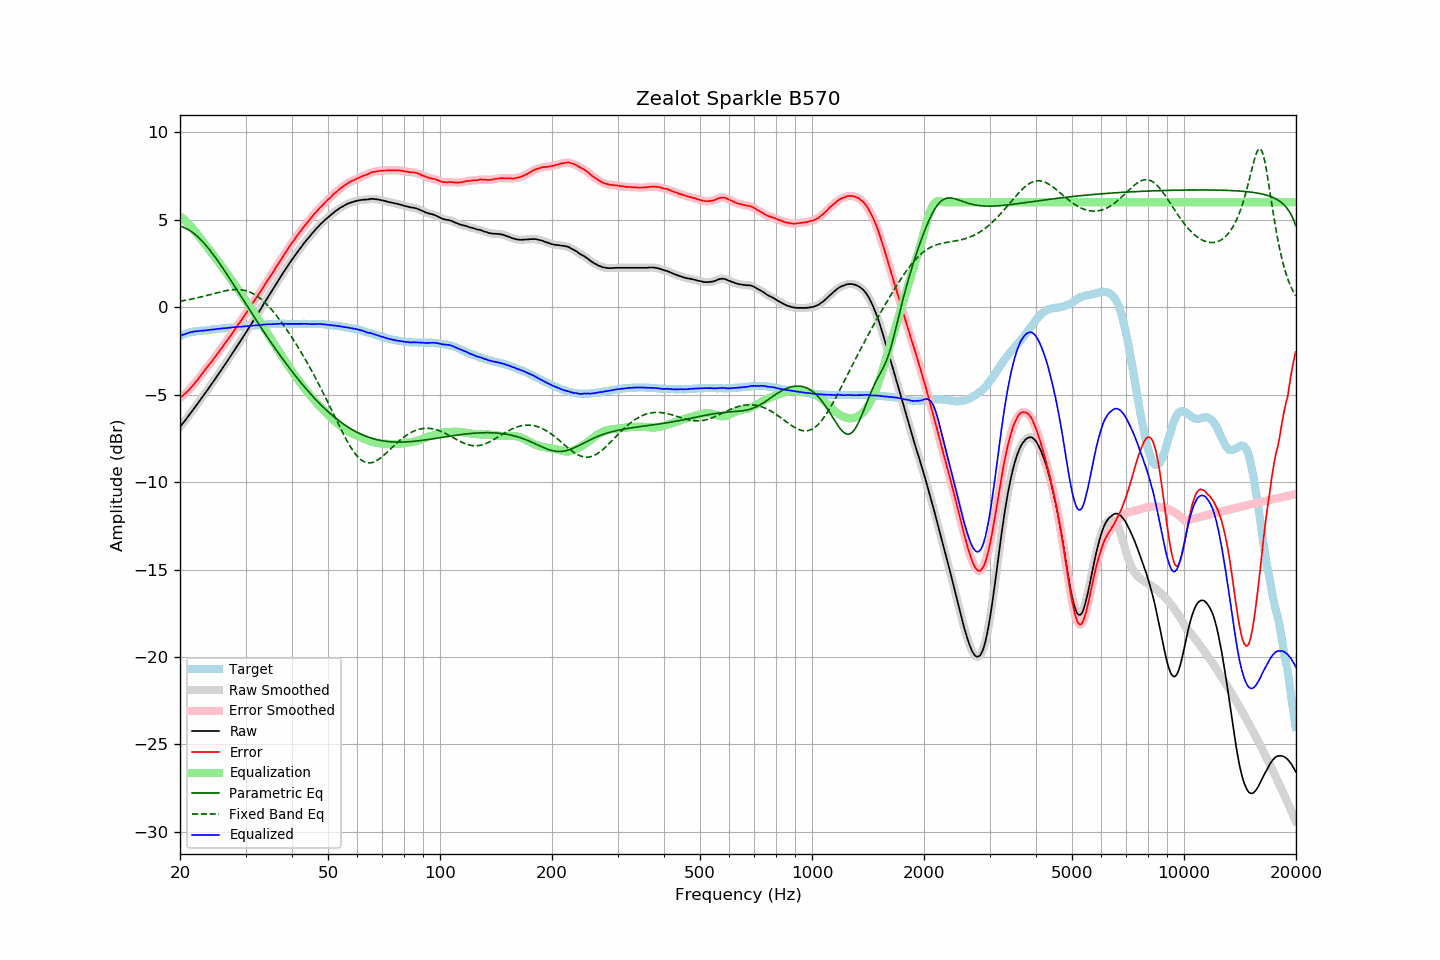 Zealot Sparkle B570
10
5
0
−5
−10
−15
−20
−25
−30
Amplitude (dBr)
Target
Raw Smoothed
Error Smoothed
Raw
Error
Equalization
Parametric Eq
Fixed Band Eq
Equalized
20 50 100 200 500 1000 2000 5000 10000 20000
Frequency (Hz)